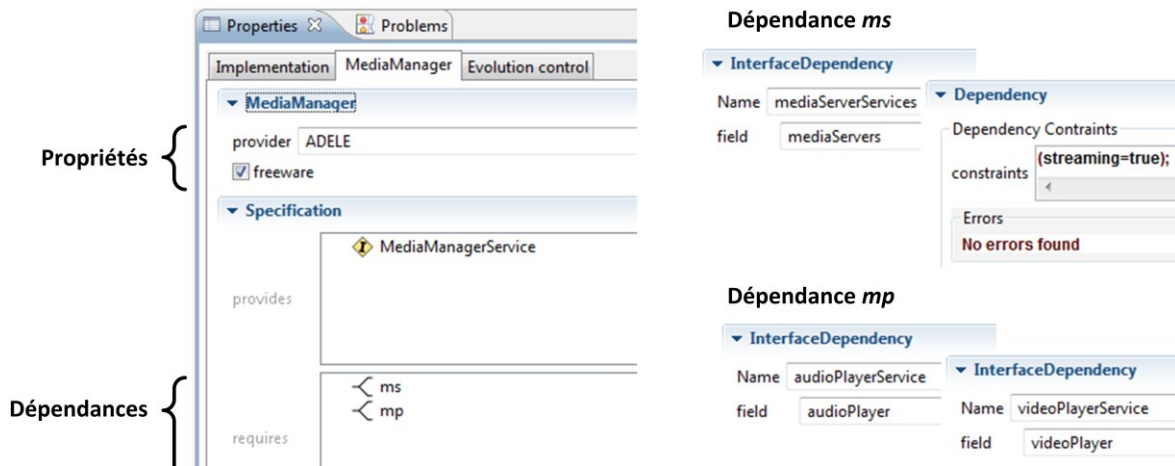 Properties
Problems
Implementation
MediaManager
Evolution control
MediaManager
Propriétés
provider ADELE
freeware
Specification
provides
MediaManagerService
Dépendances
requires
ms
mp
Dépendance ms
InterfaceDependency
Name mediaServerServices
field mediaServers
Dependency
Dependency Contraints
constraints
(streaming=true);
Errors
No errors found
Dépendance mp
InterfaceDependency
Name audioPlayerService
field audioPlayer
InterfaceDependency
Name videoPlayerService
field videoPlayer